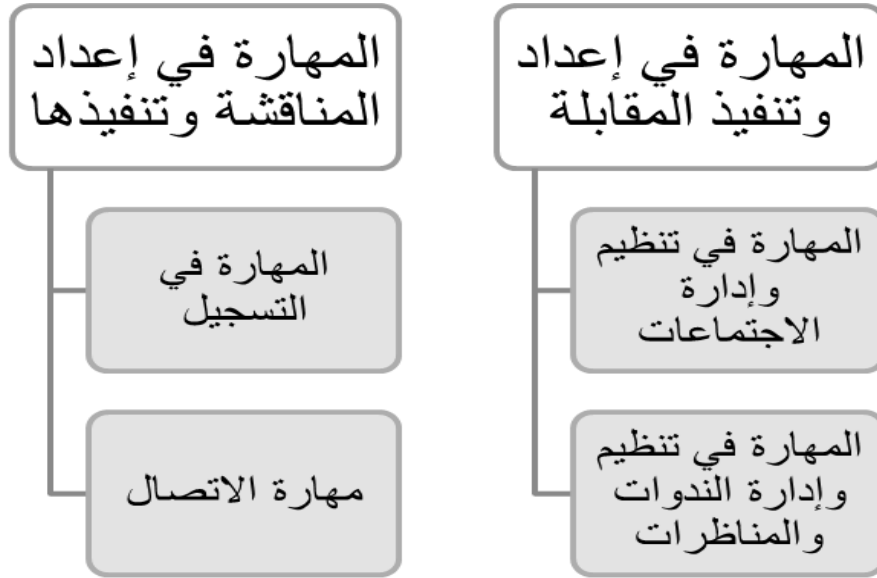 المهارة في إعداد
وتنفيذ المقابلة
المهارة في تنظيم
وإدارة
الاجتماعات
المهارة في تنظيم
وإدارة الندوات
والمناظرات
المهارة في إعداد
المناقشة وتنفيذها
المهارة في
التسجيل
مهارة الاتصال